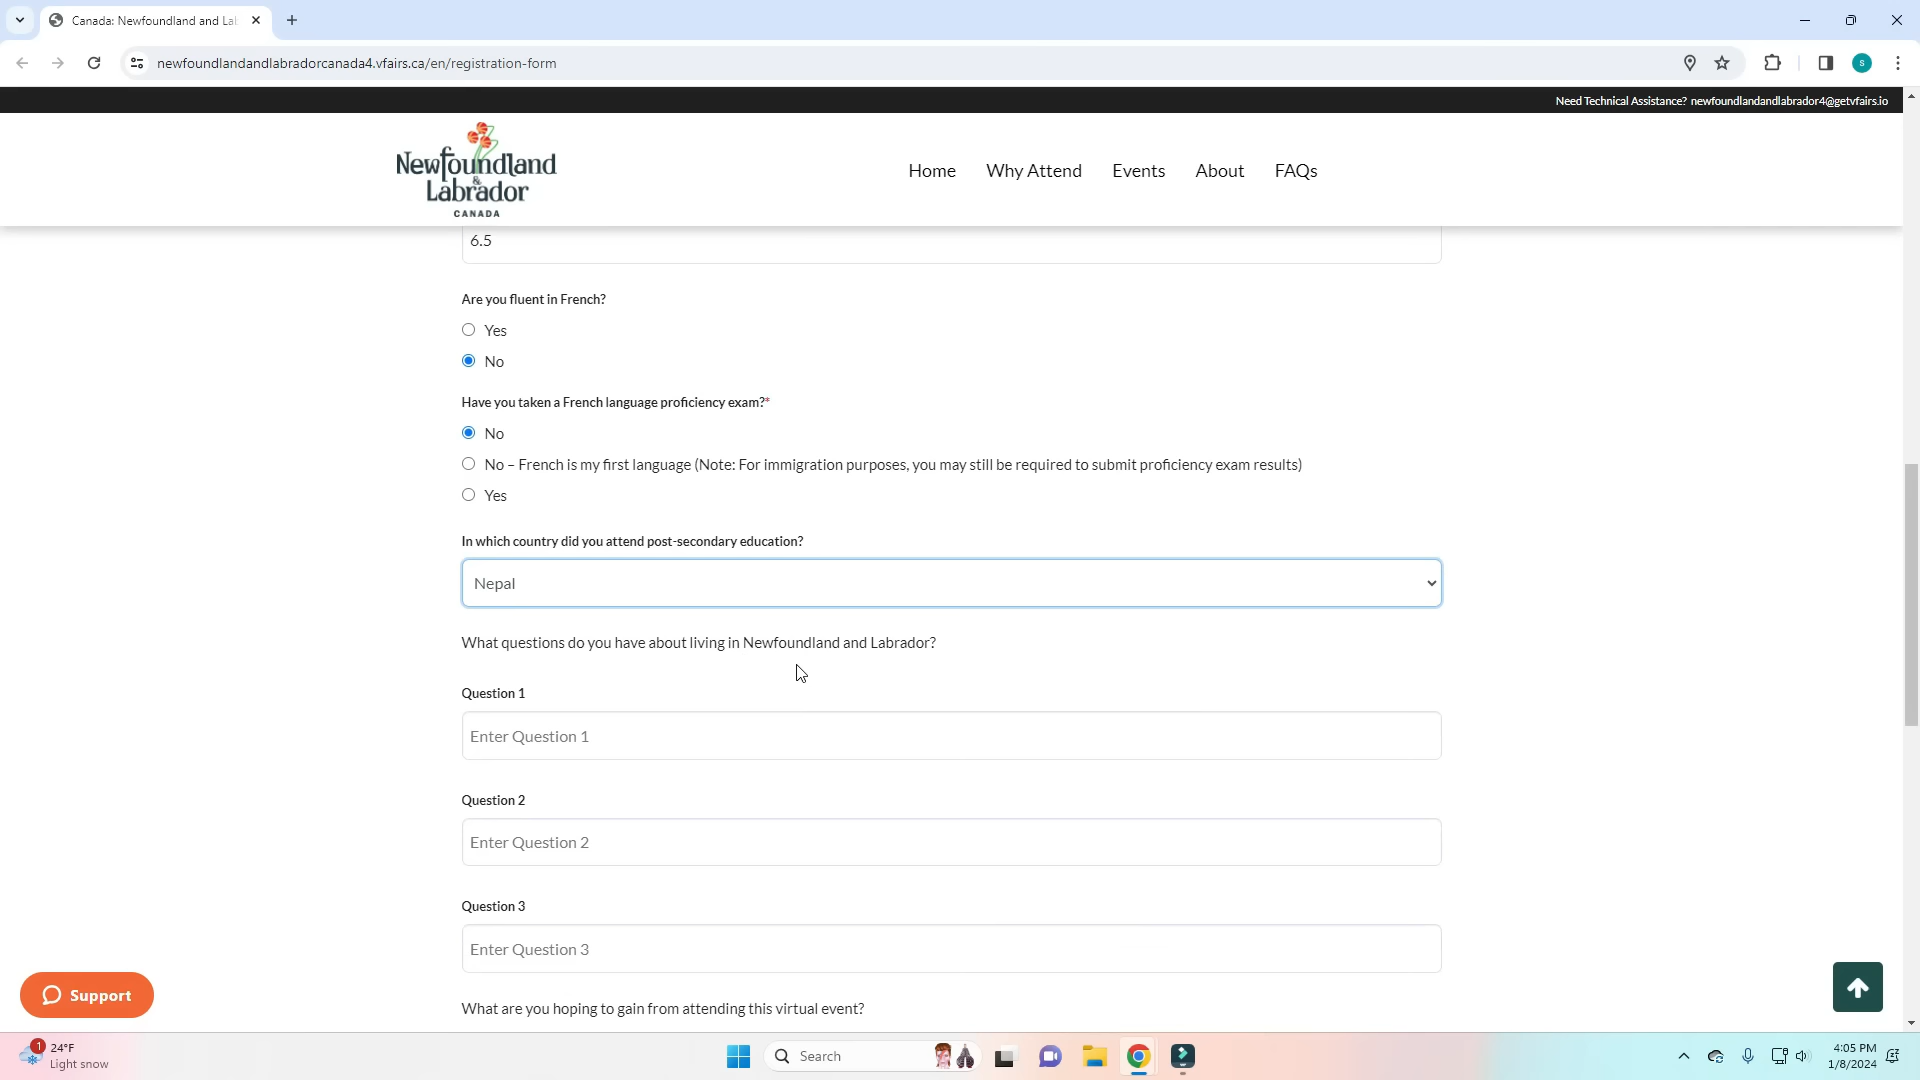 Canada: Newfoundland and La
newfoundlandandlabradorcanada4.vfairs.ca/en/registration-form
S
Need Technical Assistance? newfoundlandandlabrador4@getvfairs.io
Newfoundland
&
Labrador
CANADA
Home Why Attend Events About FAQs
6.5
Are you fluent in French?
Yes
No
Have you taken a French language proficiency exam?*
No
No – French is my first language (Note: For immigration purposes, you may still be required to submit proficiency exam results)
Yes
In which country did you attend post-secondary education?
Nepal
What questions do you have about living in Newfoundland and Labrador?
Question 1
Enter Question 1
Question 2
Enter Question 2
Question 3
Enter Question 3
Support
What are you hoping to gain from attending this virtual event?
1
24°F
Light snow
Search
4:05 PM
1/8/2024